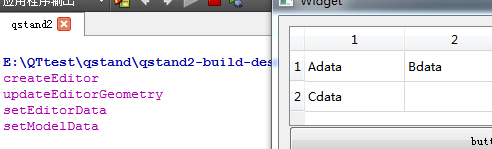 应用程序输出
qstand2
E:\QTtest\qstand\qstand2-build-des
createEditor
updateEditorGeometry
setEditorData
setModelData
Widget
1 2
1 Adata Bdata
2 Cdata
butt